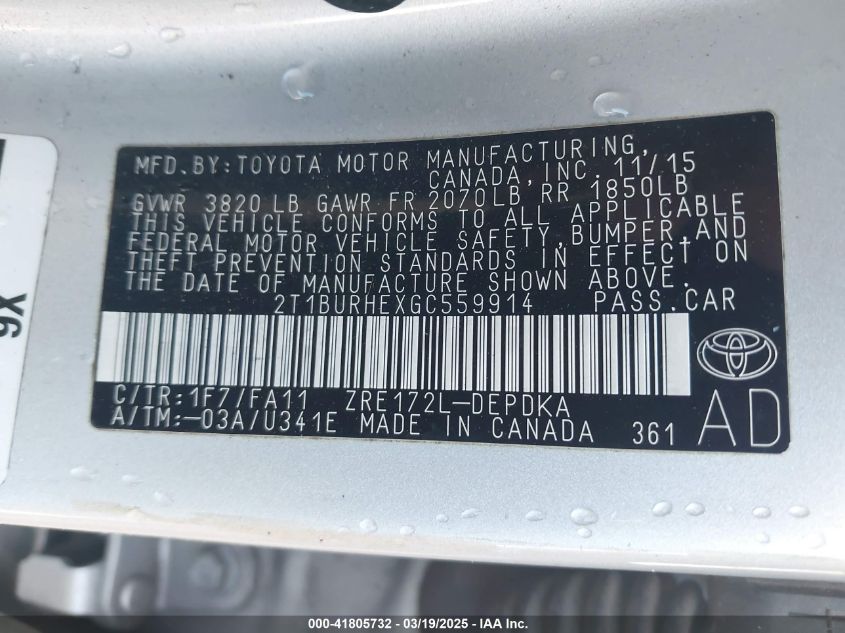 MFD. BY: TOYOTA MOTOR MANUFACTURING,
CANADA, INC. 11/15
GVWR 3820 LB GAWR FR 2070LB RR 1850LB
THIS VEHICLE CONFORMS TO ALL APPLICABLE
FEDERAL MOTOR VEHICLE SAFETY, BUMPER, AND
THEFT PREVENTION STANDARDS IN EFFECT ON
THE DATE OF MANUFACTURE SHOWN ABOVE.
2T1BURHEXGC559914 PASS. CAR
C/TR: 1F7/FA11 ZRE172L-DEPDKA
A/TM: -03A/U341E MADE IN CANADA 361
AD
9X
000-41805732 - 03/19/2025 - IAAI.com